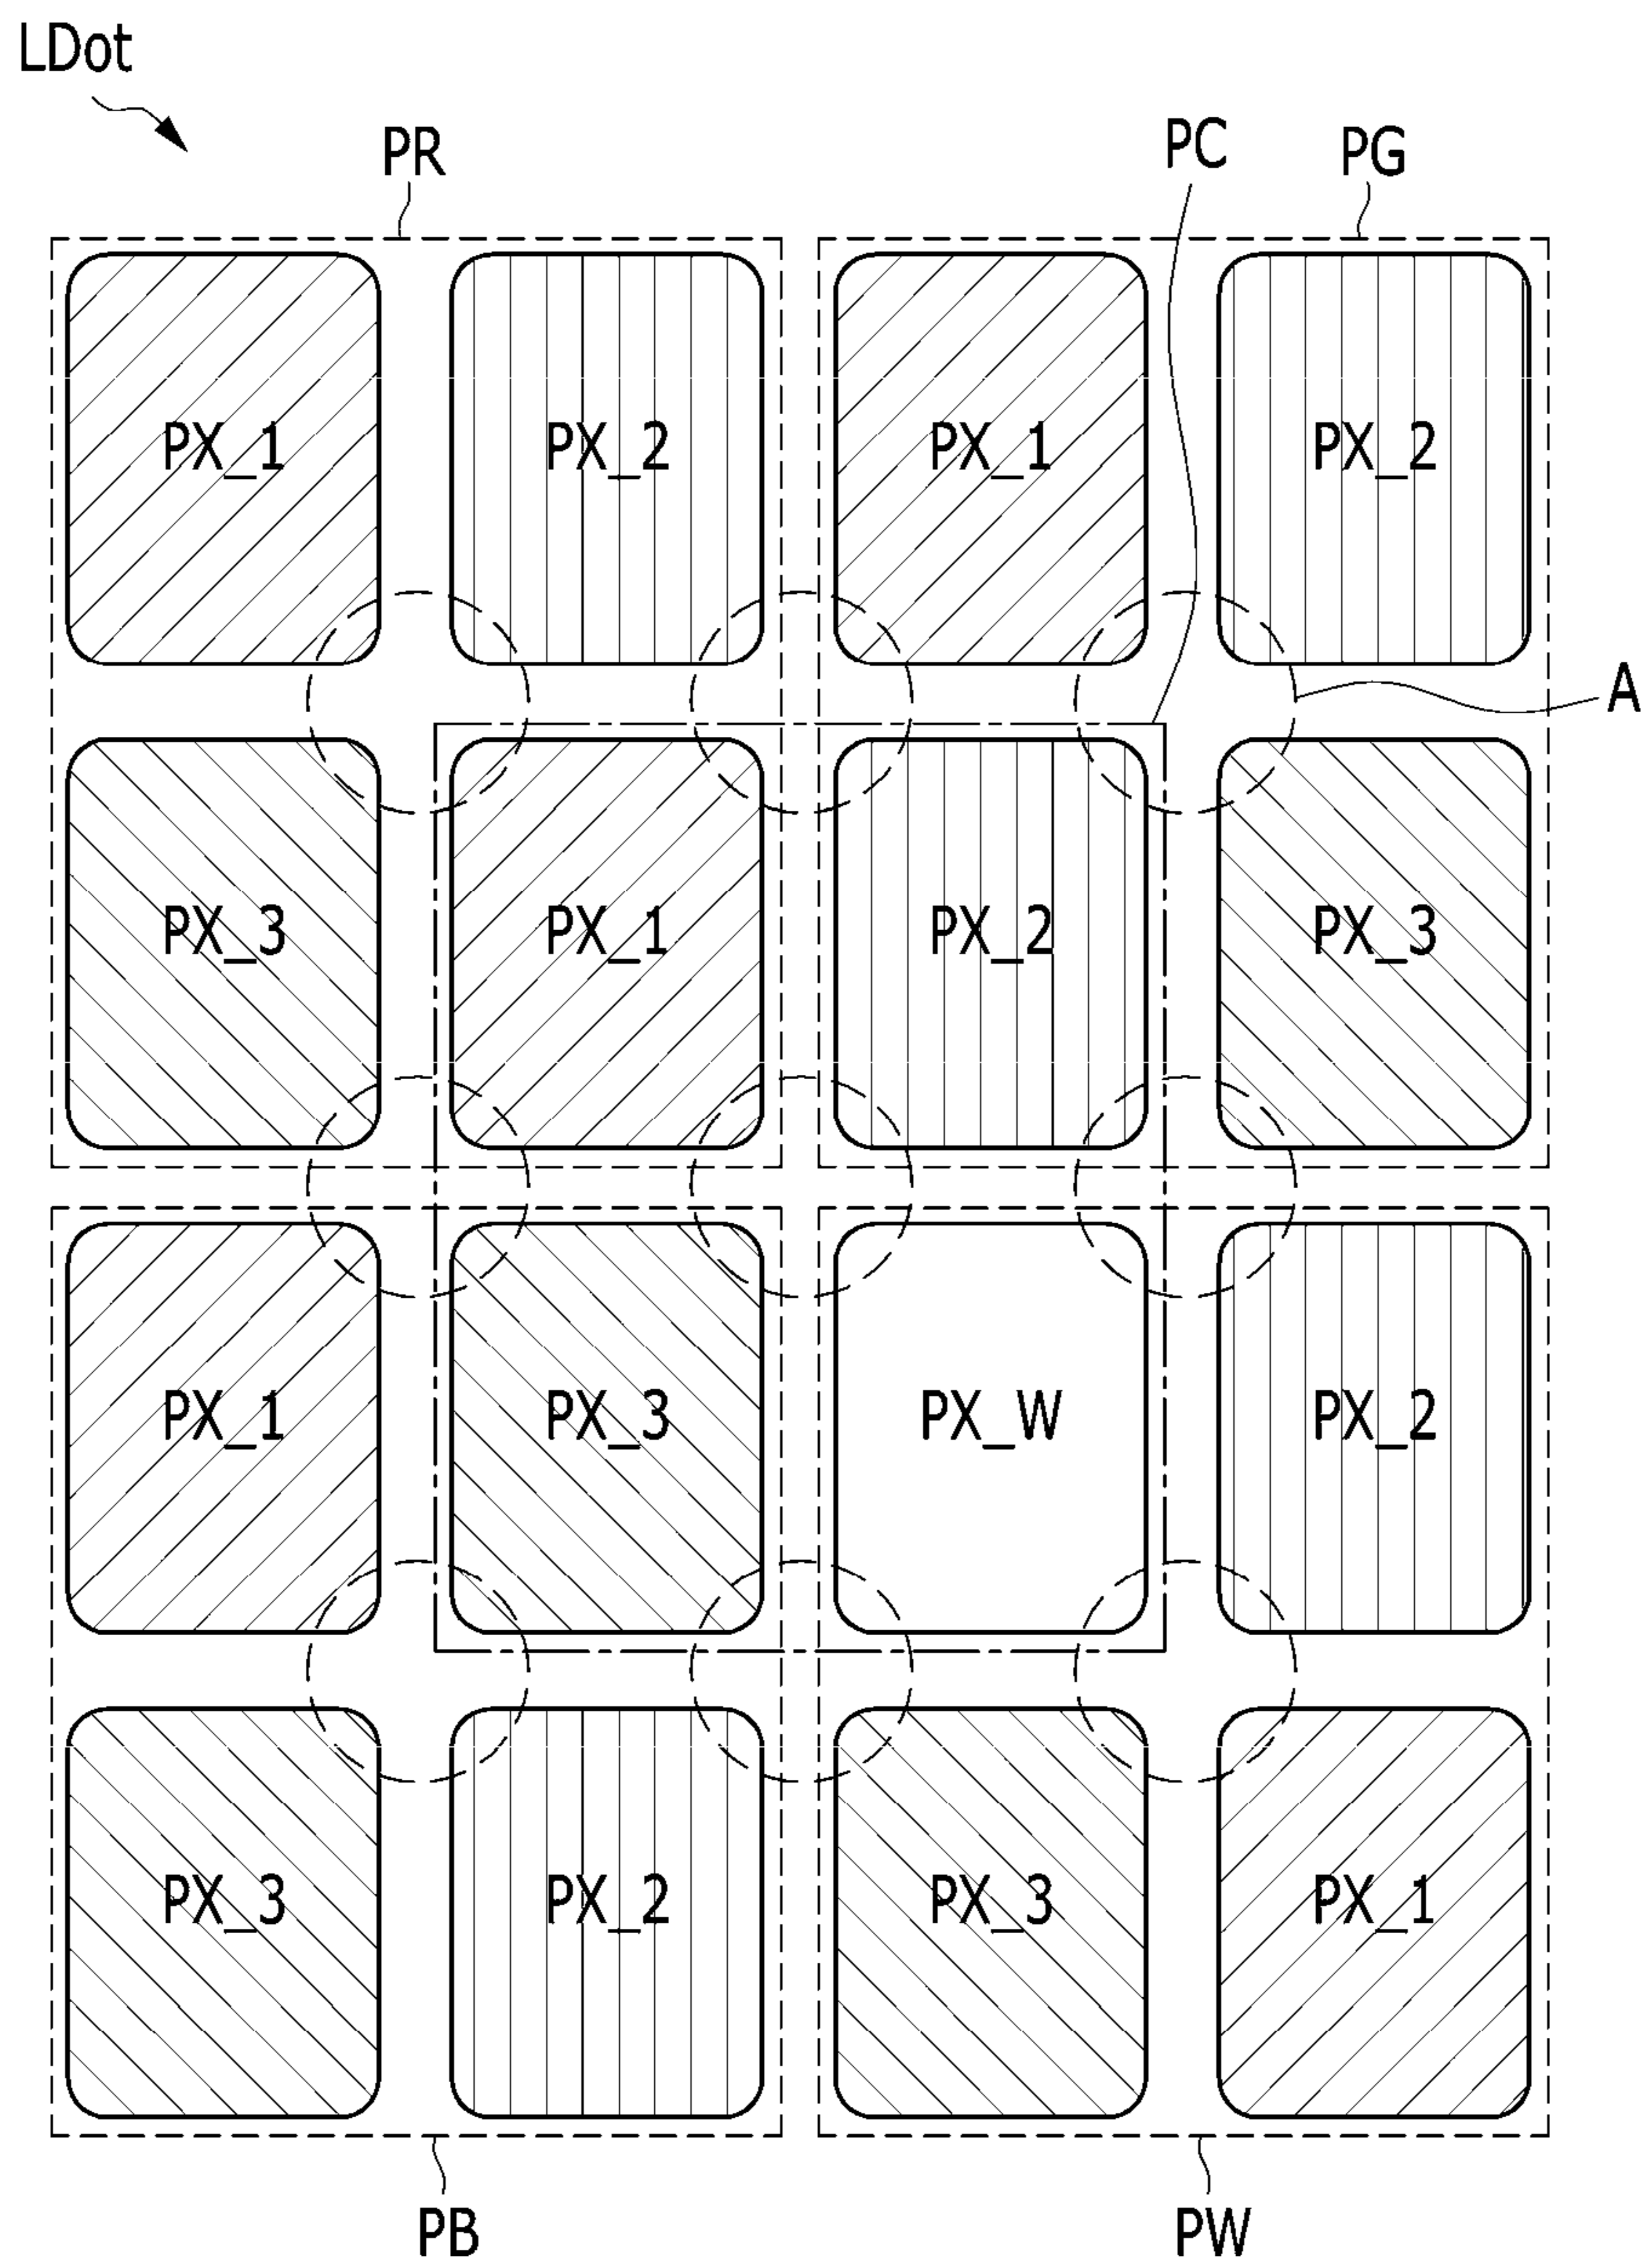 LDot
PR PC PG
PX_1 PX_2 PX_1 PX_2
A
PX_3 PX_1 PX_2 PX_3
PX_1 PX_3 PX_W PX_2
PX_3 PX_2 PX_3 PX_1
PB PW